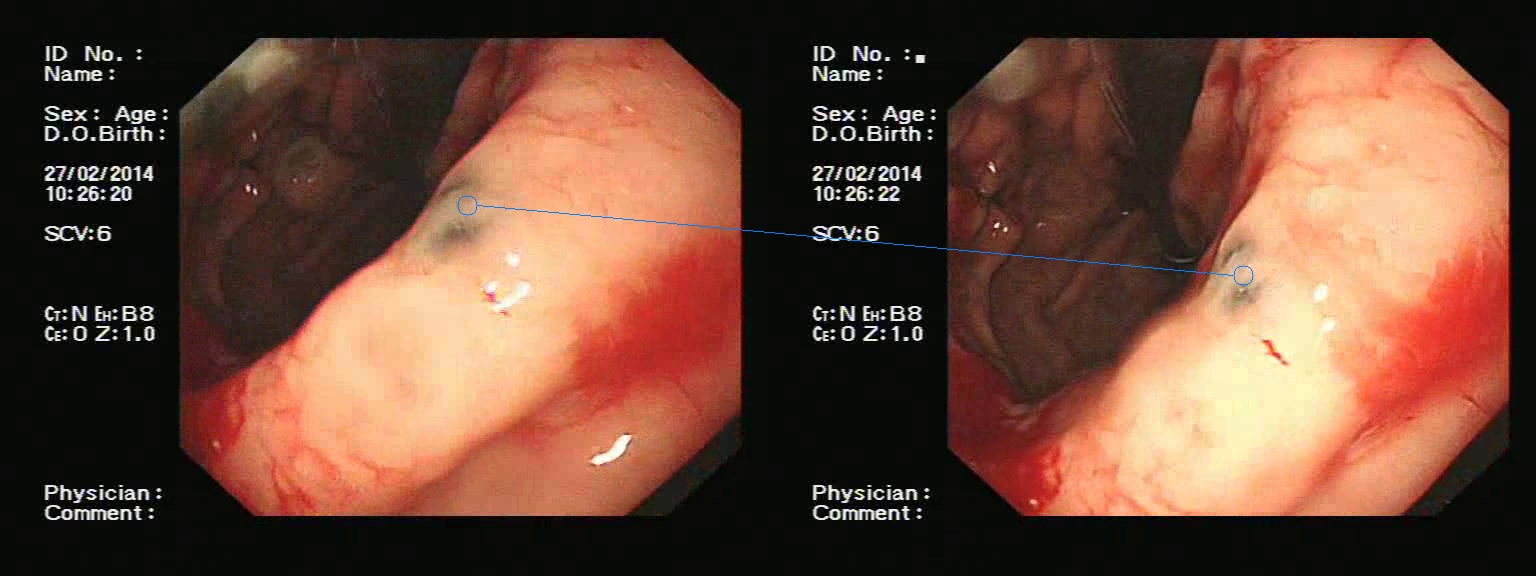 ID No. :
Name:
Sex: Age:
D.O.Birth:
27/02/2014
10:26:20
SCV:6
CT:N EH:B8
CE:0 Z:1.0
Physician:
Comment:
ID No. :
Name:
Sex: Age:
D.O.Birth:
27/02/2014
10:26:22
SCV:6
CT:N EH:B8
CE:0 Z:1.0
Physician:
Comment: